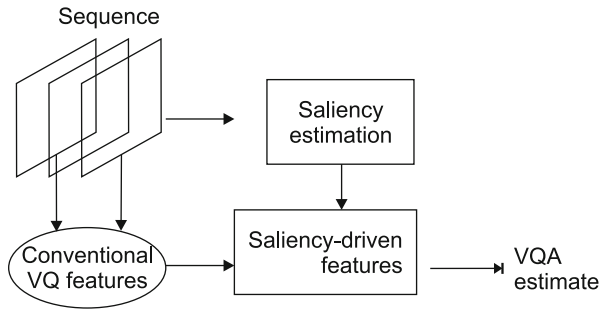 Sequence
Saliency
estimation
Conventional
VQ features
Saliency-driven
features
VQA
estimate